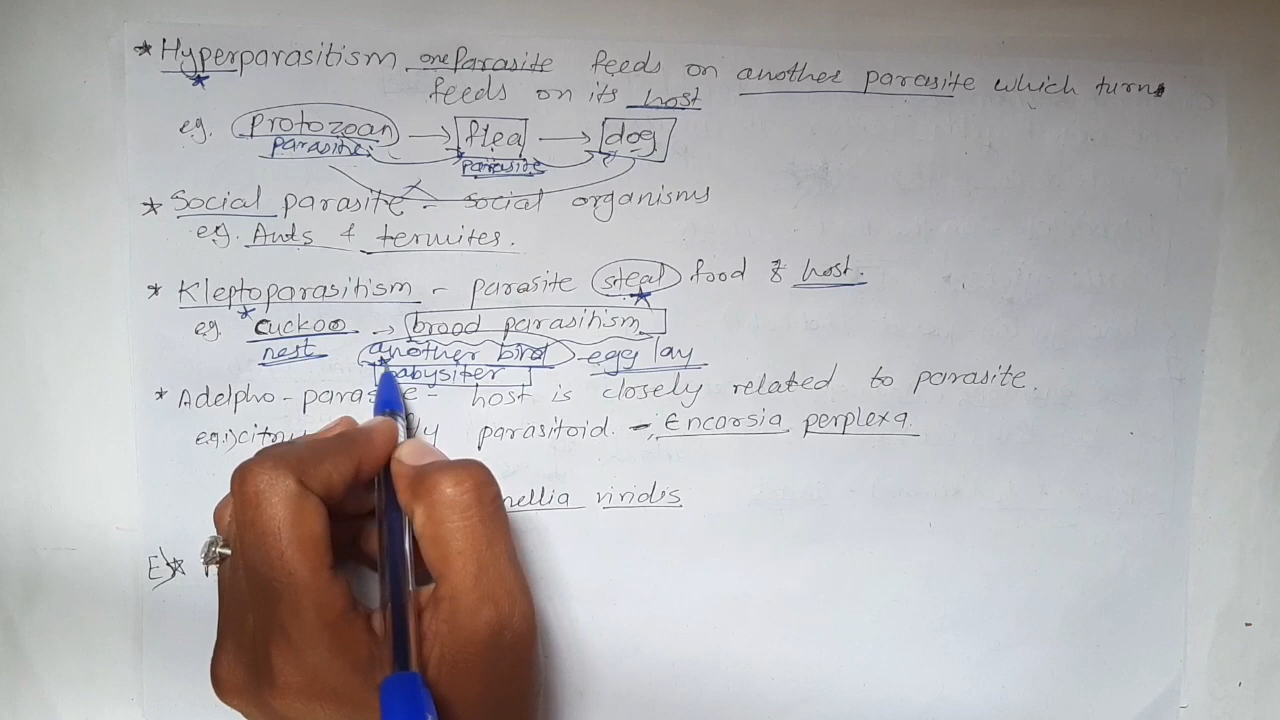 * Hyperparasitism one Parasite feeds on another parasite which turns
feeds on its host
eg. protozoan → flea → dog
parasite parasite
* Social parasite - social organisms
eg. Ants & termites.
* Kleptoparasitism - parasite steal food & host.
eg. Cuckoo → brood parasitism
nest another bird egg lay
babysiter
* Adelpho-parasite - host is closely related to parasite.
parasitoid. - Encarsia perplexa.
viridis
E) *